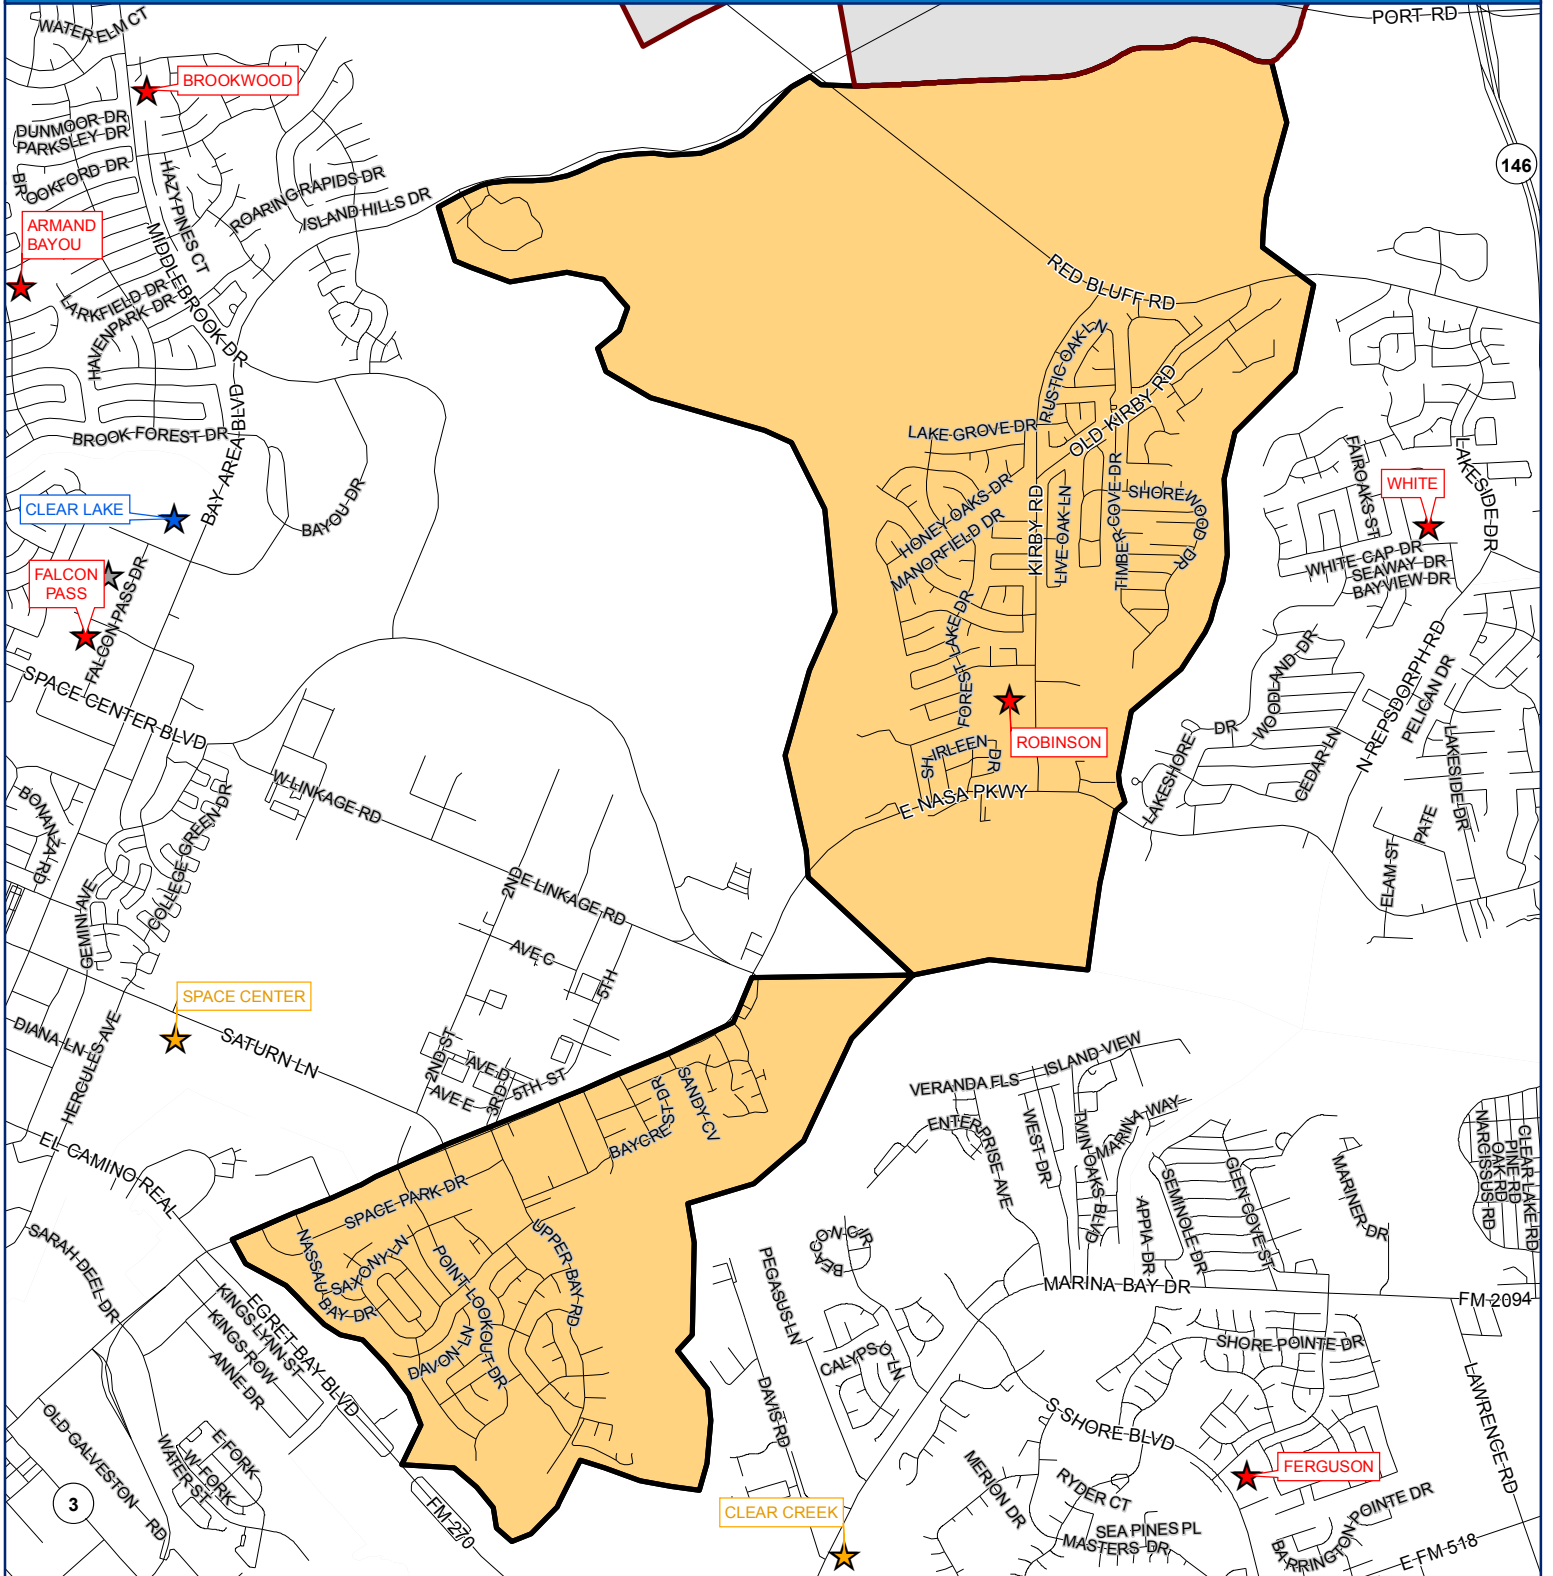 WATER ELM CT
PORT RD
BROOKWOOD
DUNMOOR DR
PARKSLEY DR
BROOKFORD DR
HAZY PINES CT
ROARING RAPIDS DR
ISLAND HILLS DR
146
ARMAND
BAYOU
MIDDLEBROOK DR
LARKFIELD DR
HAVENPARK DR
RED BLUFF RD
RUSTIC OAK LN
OLD KIRBY RD
LAKE GROVE DR
BROOK FOREST DR
BAY AREA BLVD
BAYOU DR
CLEAR LAKE
HONEY OAKS DR
MANORFIELD DR
KIRBY RD
LIVE OAK LN
TIMBER COVE DR
SHOREWOOD DR
FAIROAKS ST
WHITE
LAKESIDE DR
WHITE CAP DR
SEAWAY DR
BAYVIEW DR
FALCON
PASS
FALCON PASS DR
FOREST LAKE DR
WOODLAND DR
N REPSDORPH RD
PELICAN DR
SPACE CENTER BLVD
ROBINSON
SHIRLEEN DR
LAKESHORE DR
CEDAR LN
LAKESIDE DR
E NASA PKWY
W LINKAGE RD
BONANZA RD
COLLEGE GREEN DR
PATE
ELAM ST
GEMINI AVE
2ND
E LINKAGE RD
AVE C
5TH
SPACE CENTER
DIANA LN
HERCULES AVE
SATURN LN
2ND ST
AVE D
AVE E
3RD
5TH ST
SANDY CV
BAYCREST DR
ISLAND VIEW
VERANDA FLS
ENTERPRISE AVE
WEST DR
TWIN OAKS BLVD
MARINA WAY
EL CAMINO REAL
SPACE PARK DR
APPIA DR
SEMINOLE DR
GLEN COVE ST
MARINER DR
NARCISSUS RD
OAK RD
PINE RD
CLEAR LAKE RD
SARAH DEEL DR
NASSAU BAY DR
SAXONY LN
POINT LOOKOUT DR
UPPER BAY RD
DAVON LN
BEACON CIR
PEGASUS LN
MARINA BAY DR
FM 2094
KINGS LYNN ST
KINGS ROW
ANNE DR
EGRET BAY BLVD
CALYPSO LN
SHORE POINTE DR
DAVIS RD
LAWRENCE RD
S SHORE BLVD
OLD GALVESTON RD
3
WATER ST
W FORK
E FORK
FM 270
MERION DR
RYDER CT
SEA PINES PL
MASTERS DR
FERGUSON
BARRINGTON POINTE DR
CLEAR CREEK
E FM 518